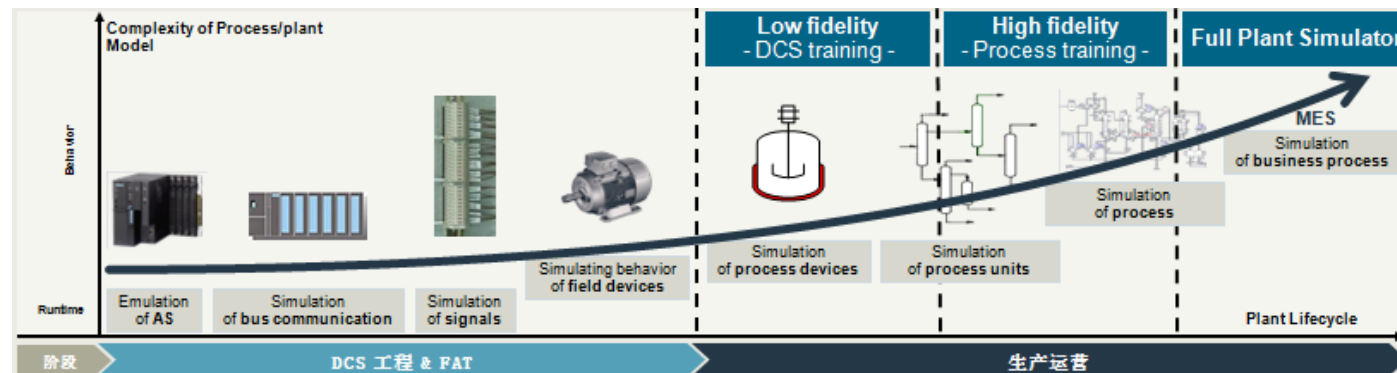 Complexity of Process/plant
Model
Low fidelity
- DCS training -
High fidelity
- Process training -
Full Plant Simulator
Behavior
MES
Simulation
of business process
Simulation
of process
Simulation
of process devices
Simulation
of process units
Simulating behavior
of field devices
Runtime
Emulation
of AS
Simulation
of bus communication
Simulation
of signals
Plant Lifecycle
阶段
DCS 工程 & FAT
生产运营